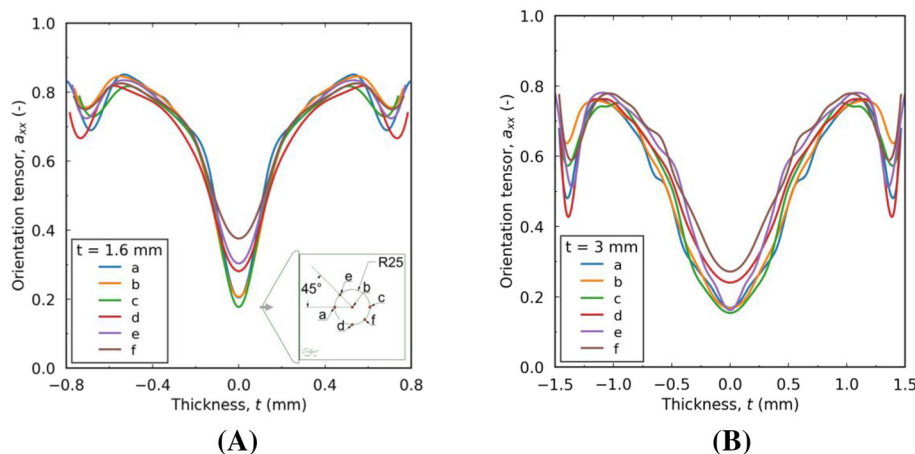 1.0
0.8
0.6
0.4
0.2
0.0
Orientation tensor, aₓₓ (-)
t = 1.6 mm
a
b
c
d
e
f
R25
45°
e
b
c
a
d
f
−0.8 −0.4 0.0 0.4 0.8
Thickness, t (mm)
(A)
1.0
0.8
0.6
0.4
0.2
0.0
Orientation tensor, aₓₓ (-)
t = 3 mm
a
b
c
d
e
f
−1.5 −1.0 −0.5 0.0 0.5 1.0 1.5
Thickness, t (mm)
(B)